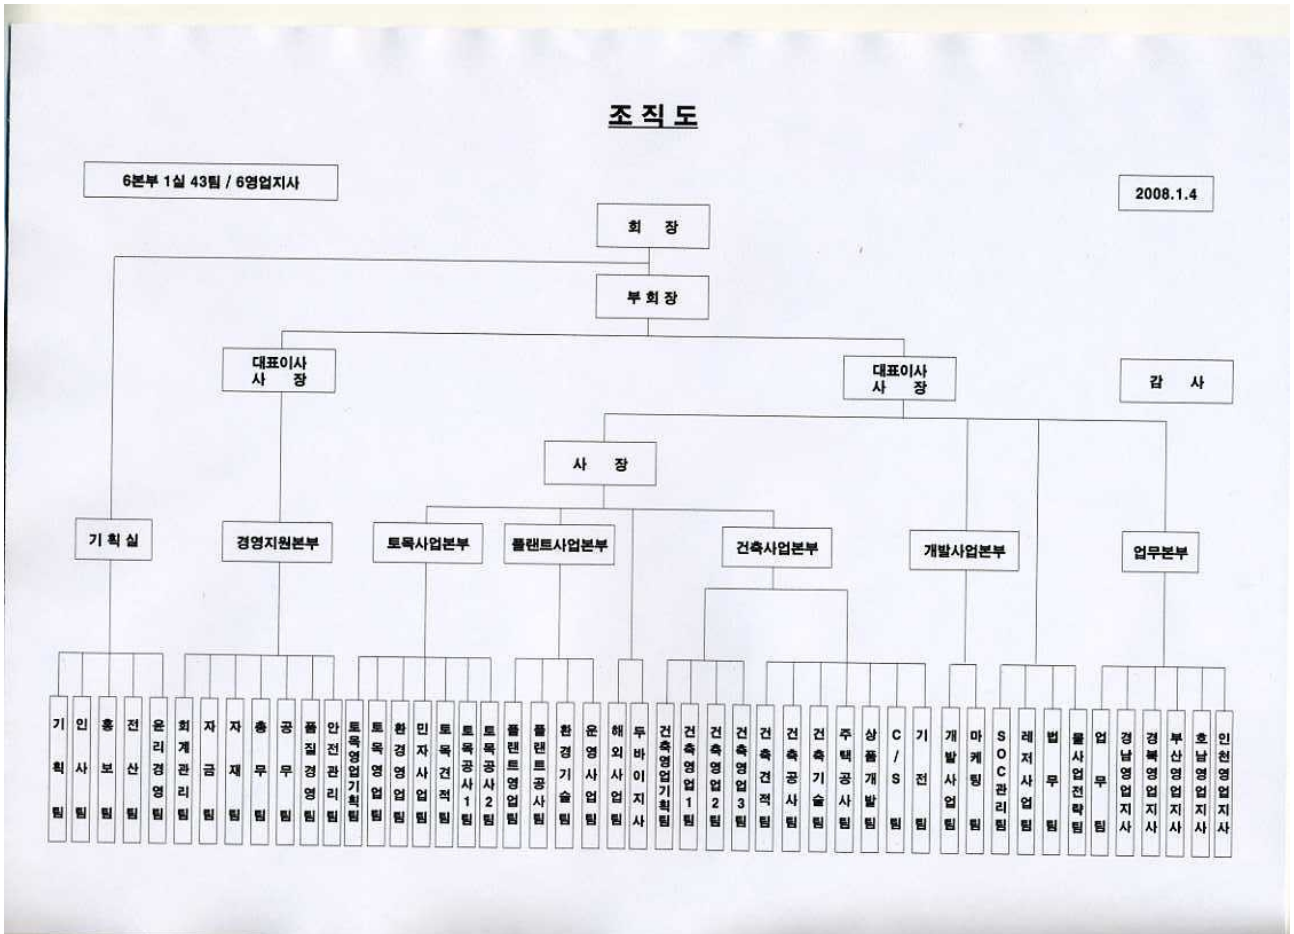 조 직 도
6본부 1실 43팀 / 6영업지사
2008.1.4
회 장
부 회 장
대표이사
사 장
대표이사
사 장
감 사
사 장
기 획 실
경영지원본부
토목사업본부
플랜트사업본부
건축사업본부
개발사업본부
업무본부
기 획 팀
인 사 팀
홍 보 팀
전 산 팀
윤리경영팀
회계관리팀
자 금 팀
자 재 팀
총 무 팀
공 무 팀
품질경영팀
안전관리팀
토목영업기획팀
토목영업팀
환경영업팀
민자사업팀
토목견적팀
토목공사1팀
토목공사2팀
플랜트영업팀
플랜트공사팀
환경기술팀
운영사업팀
해외사업팀
두바이지사
건축영업기획팀
건축영업1팀
건축영업2팀
건축영업3팀
건축견적팀
건축공사팀
건축기술팀
주택공사팀
상품개발팀
C/S 팀
기 전 팀
개발사업팀
마케팅팀
SOC관리팀
레저사업팀
법 무 팀
물사업전략팀
업 무 팀
경남영업지사
경북영업지사
부산영업지사
호남영업지사
인천영업지사